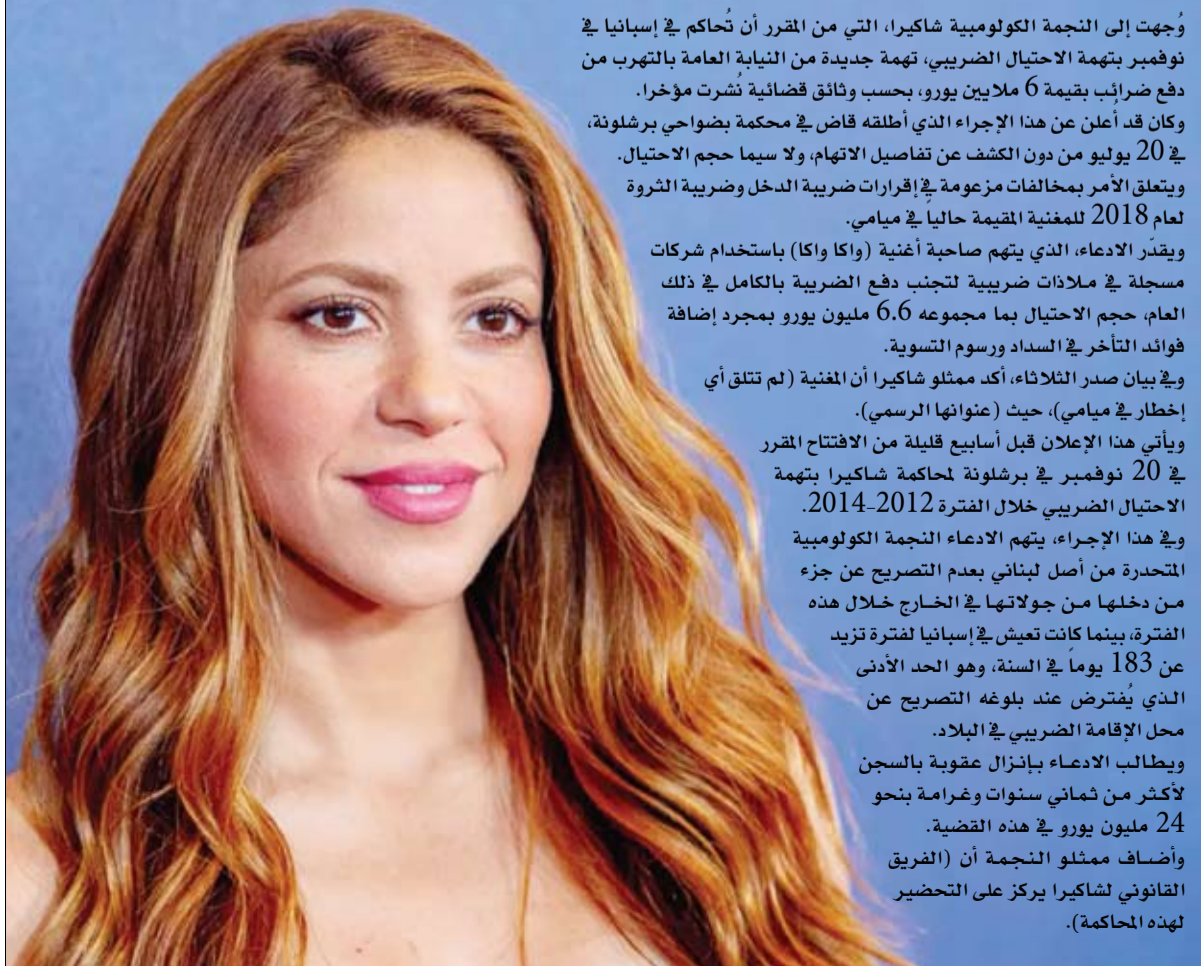 وُجهت إلى النجمة الكولومبية شاكيرا، التي من المقرر أن تُحاكم في إسبانيا في
نوفمبر بتهمة الاحتيال الضريبي، تهمة جديدة من النيابة العامة بالتهرب من
دفع ضرائب بقيمة 6 ملايين يورو، بحسب وثائق قضائية نُشرت مؤخرا.
وكان قد أُعلن عن هذا الإجراء الذي أطلقه قاض في محكمة بضواحي برشلونة،
في 20 يوليو من دون الكشف عن تفاصيل الاتهام، ولا سيما حجم الاحتيال.
ويتعلق الأمر بمخالفات مزعومة في إقرارات ضريبة الدخل وضريبة الثروة
لعام 2018 للمغنية المقيمة حالياً في ميامي.
ويقدّر الادعاء، الذي يتهم صاحبة أغنية (واكا واكا) باستخدام شركات
مسجلة في ملاذات ضريبية لتجنب دفع الضريبة بالكامل في ذلك
العام، حجم الاحتيال بما مجموعه 6.6 مليون يورو بمجرد إضافة
فوائد التأخر في السداد ورسوم التسوية.
وفي بيان صدر الثلاثاء، أكد ممثلو شاكيرا أن المغنية (لم تتلق أي
إخطار في ميامي)، حيث (عنوانها الرسمي).
ويأتي هذا الإعلان قبل أسابيع قليلة من الافتتاح المقرر
في 20 نوفمبر في برشلونة لمحاكمة شاكيرا بتهمة
الاحتيال الضريبي خلال الفترة 2012-2014.
وفي هذا الإجراء، يتهم الادعاء النجمة الكولومبية
المتحدرة من أصل لبناني بعدم التصريح عن جزء
من دخلها من جولاتها في الخارج خلال هذه
الفترة، بينما كانت تعيش في إسبانيا لفترة تزيد
عن 183 يوماً في السنة، وهو الحد الأدنى
الذي يُفترض عند بلوغه التصريح عن
محل الإقامة الضريبي في البلاد.
ويطالب الادعاء بإنزال عقوبة بالسجن
لأكثر من ثماني سنوات وغرامة بنحو
24 مليون يورو في هذه القضية.
وأضاف ممثلو النجمة أن (الفريق
القانوني لشاكيرا يركز على التحضير
لهذه المحاكمة).